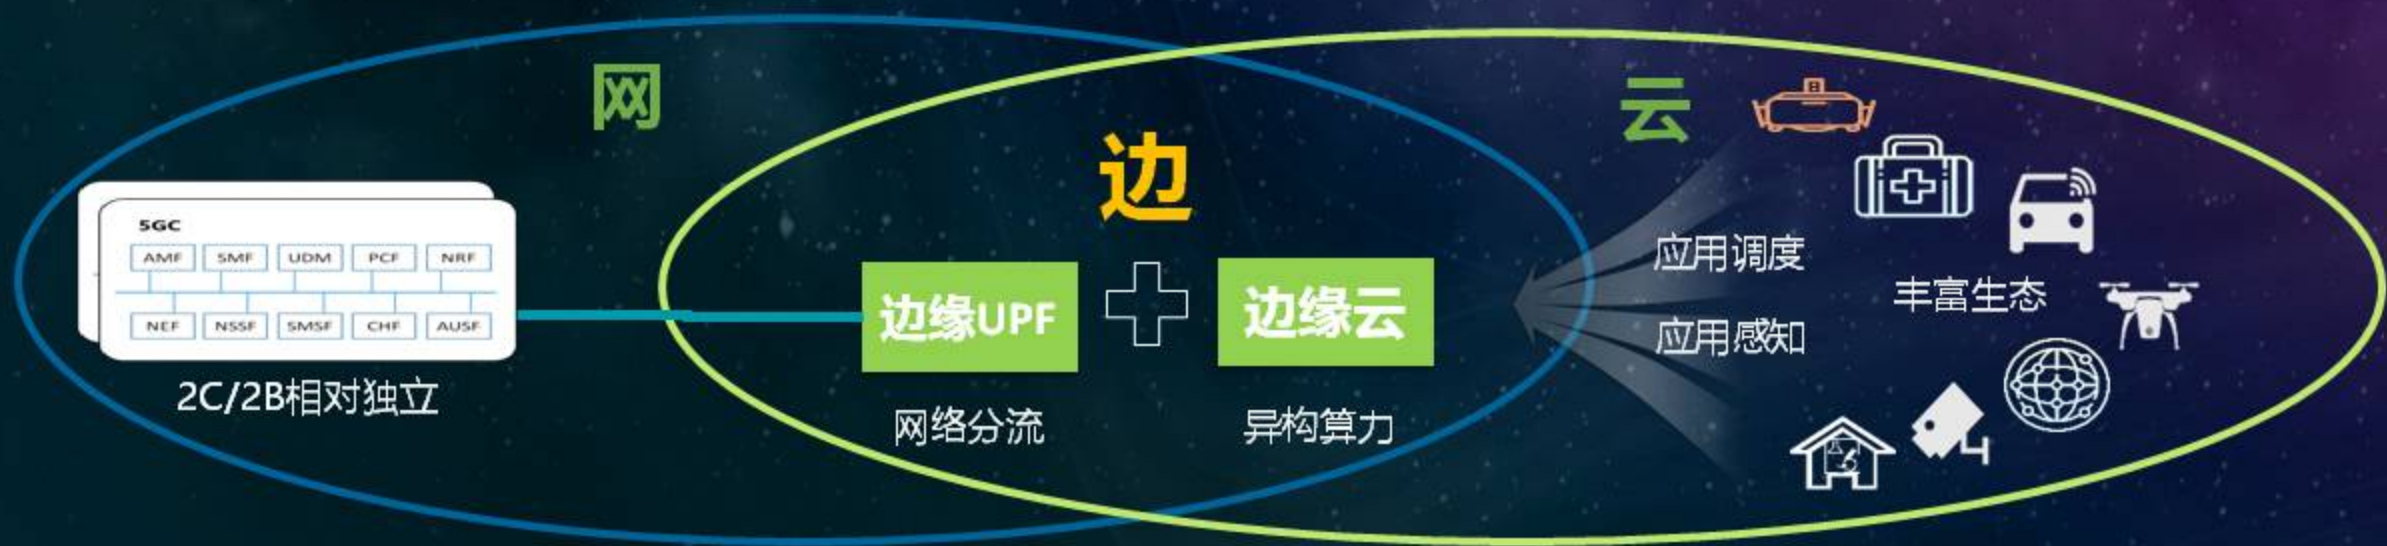 网
云
边
5GC
AMF SMF UDM PCF NRF
NEF NSSF SMSF CHF AUSF
2C/2B相对独立
边缘UPF
边缘云
网络分流
异构算力
应用调度
应用感知
丰富生态